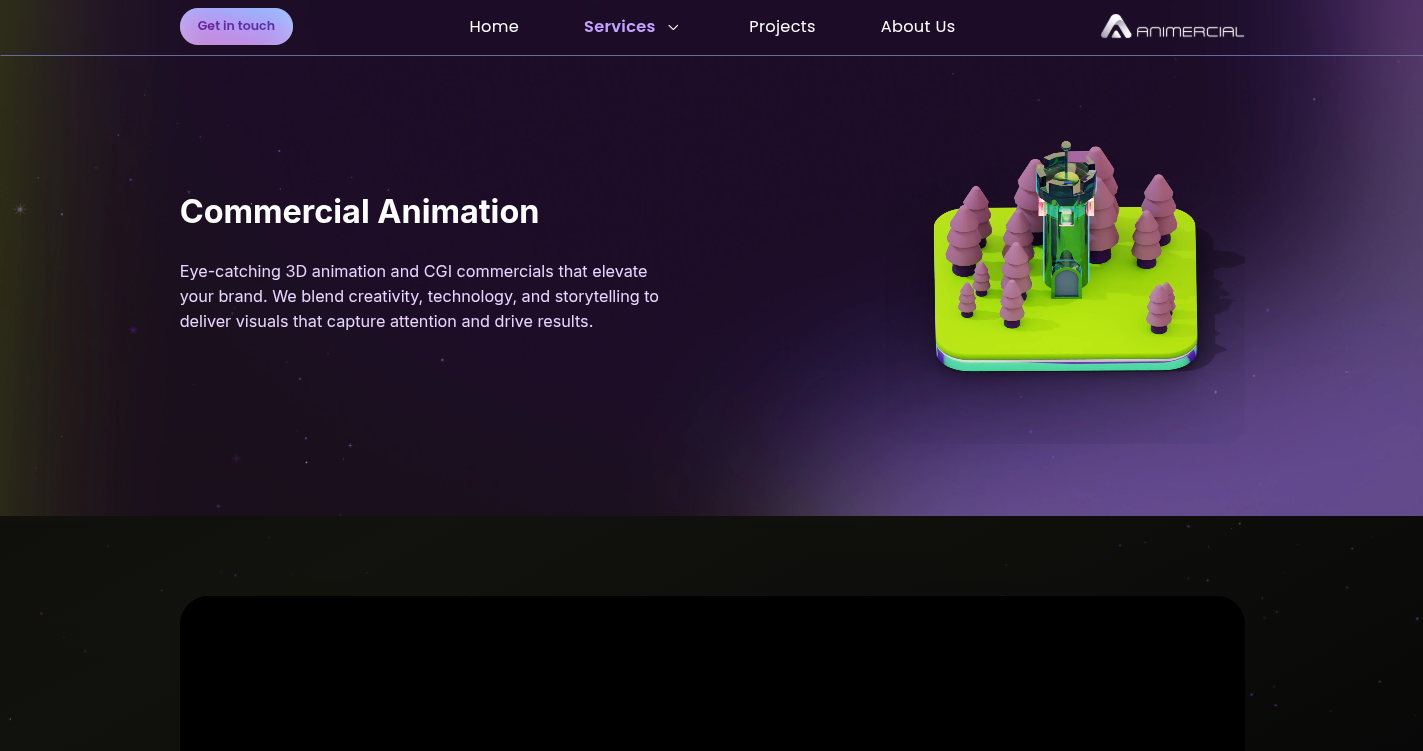 Get in touch
Home
Services
Projects
About Us
ANIMERCIAL
Commercial Animation
Eye-catching 3D animation and CGI commercials that elevate
your brand. We blend creativity, technology, and storytelling to
deliver visuals that capture attention and drive results.